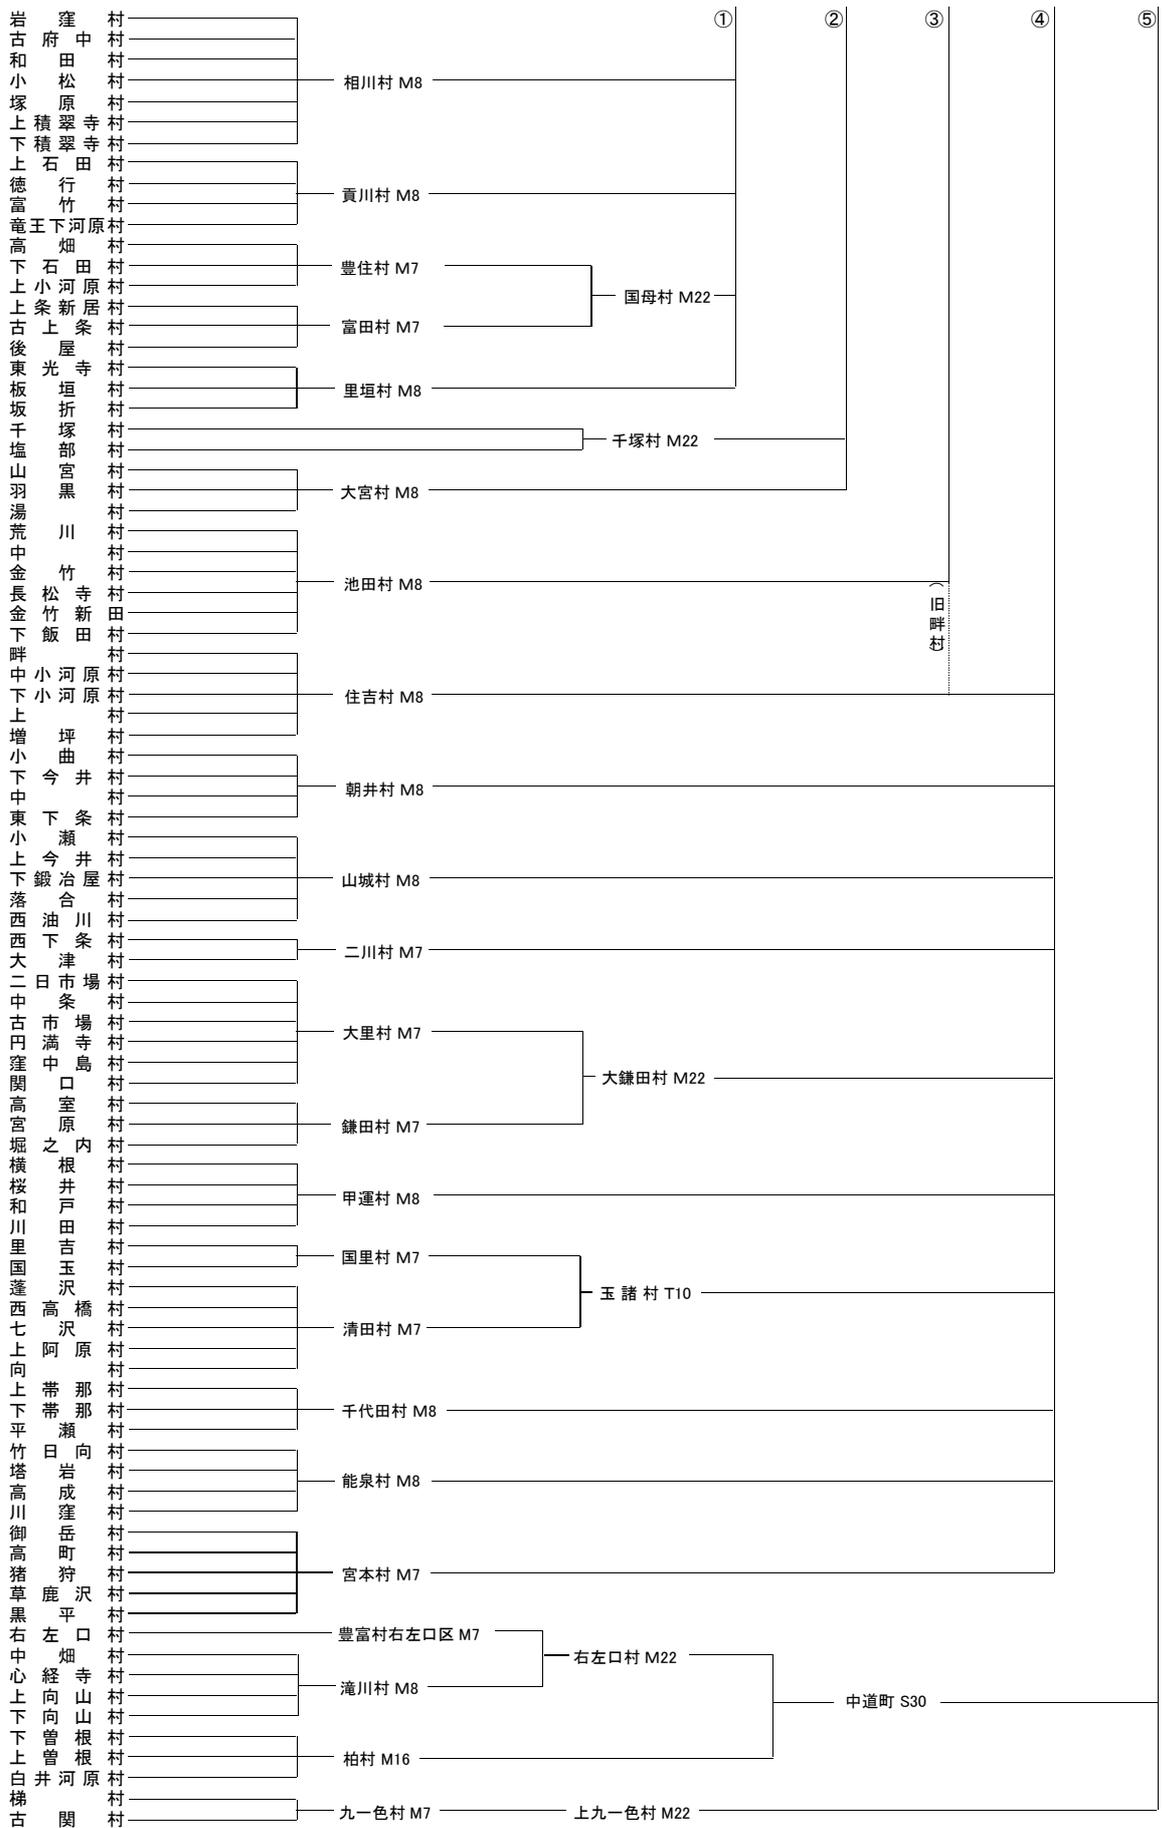 ① ② ③ ④ ⑤
岩窪村
古府中村
和田村
小松村 相川村 M8
塚原村
上積翠寺村
下積翠寺村
上石田村
徳行村 貢川村 M8
富竹村
竜王下河原村
高畑村
下石田村 豊住村 M7
上小河原村 国母村 M22
上条新居村
古上条村 富田村 M7
後屋村
東光寺村
板垣村 里垣村 M8
坂折村
千塚村 千塚村 M22
塩部村
山宮村
羽黒村 大宮村 M8
湯村
荒川村
中村
金竹村 池田村 M8
長松寺村 (旧畔村)
金竹新田
下飯田村
畔村
中小河原村
下小河原村 住吉村 M8
上村
増坪村
小曲村
下今井村 朝井村 M8
中村
東下条村
小瀬村
上今井村
下鍛冶屋村 山城村 M8
落合村
西油川村
西下条村 二川村 M7
大津村
二日市場村
中条村
古市場村 大里村 M7
円満寺村
窪中島村 大鎌田村 M22
関口村
高室村
宮原村 鎌田村 M7
堀之内村
横根村
桜井村 甲運村 M8
和戸村
川田村
里吉村 国里村 M7
国玉村
蓬沢村 玉諸村 T10
西高橋村
七沢村 清田村 M7
上阿原村
向村
上帯那村
下帯那村 千代田村 M8
平瀬村
竹日向村
塔岩村 能泉村 M8
高成村
川窪村
御岳村
高町村
猪狩村 宮本村 M7
草鹿沢村
黒平村
右左口村 豊富村右左口区 M7
中畑村 右左口村 M22
心経寺村 滝川村 M8
上向山村 中道町 S30
下向山村
下曽根村
上曽根村 柏村 M16
白井河原村
梯村 九一色村 M7 上九一色村 M22
古関村